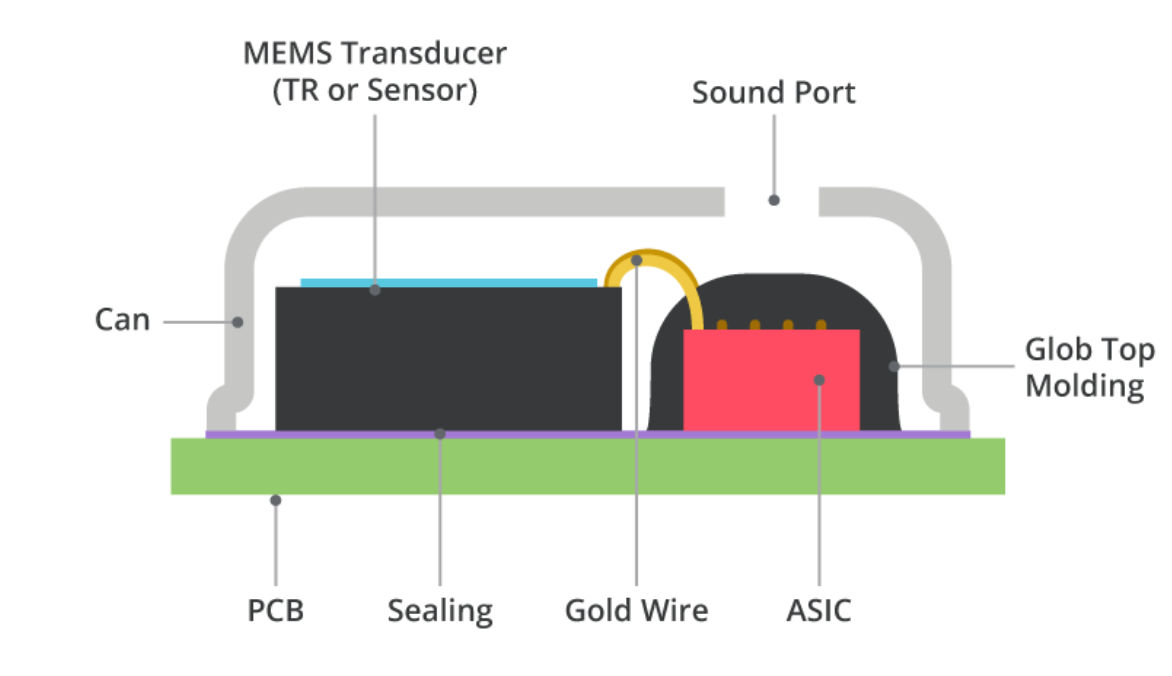 MEMS Transducer
(TR or Sensor)
Sound Port
Can
Glob Top
Molding
PCB
Sealing
Gold Wire
ASIC